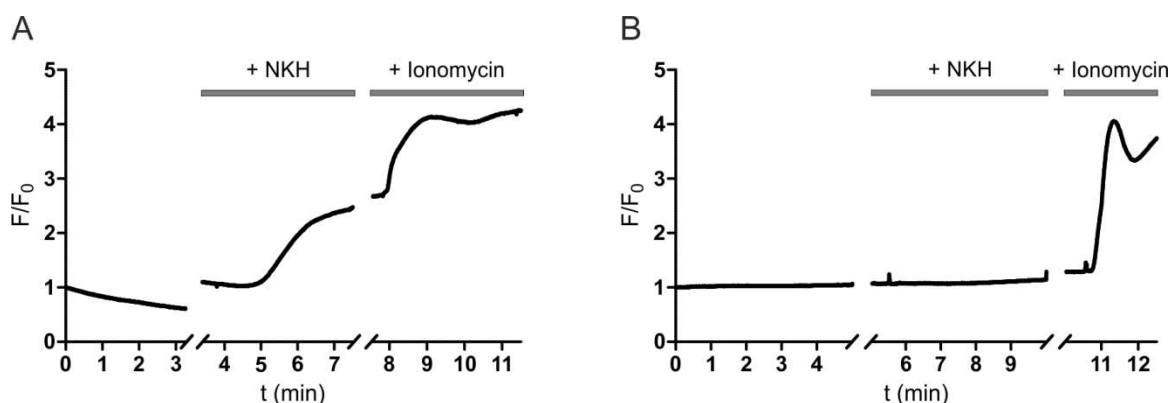 A
+ NKH
+ Ionomycin
5
4
3
2
1
0
F/F0
0 1 2 3 4 5 6 7 8 9 10 11
t (min)
B
+ NKH
+ Ionomycin
5
4
3
2
1
0
F/F0
0 1 2 3 4 6 7 8 9 11 12
t (min)